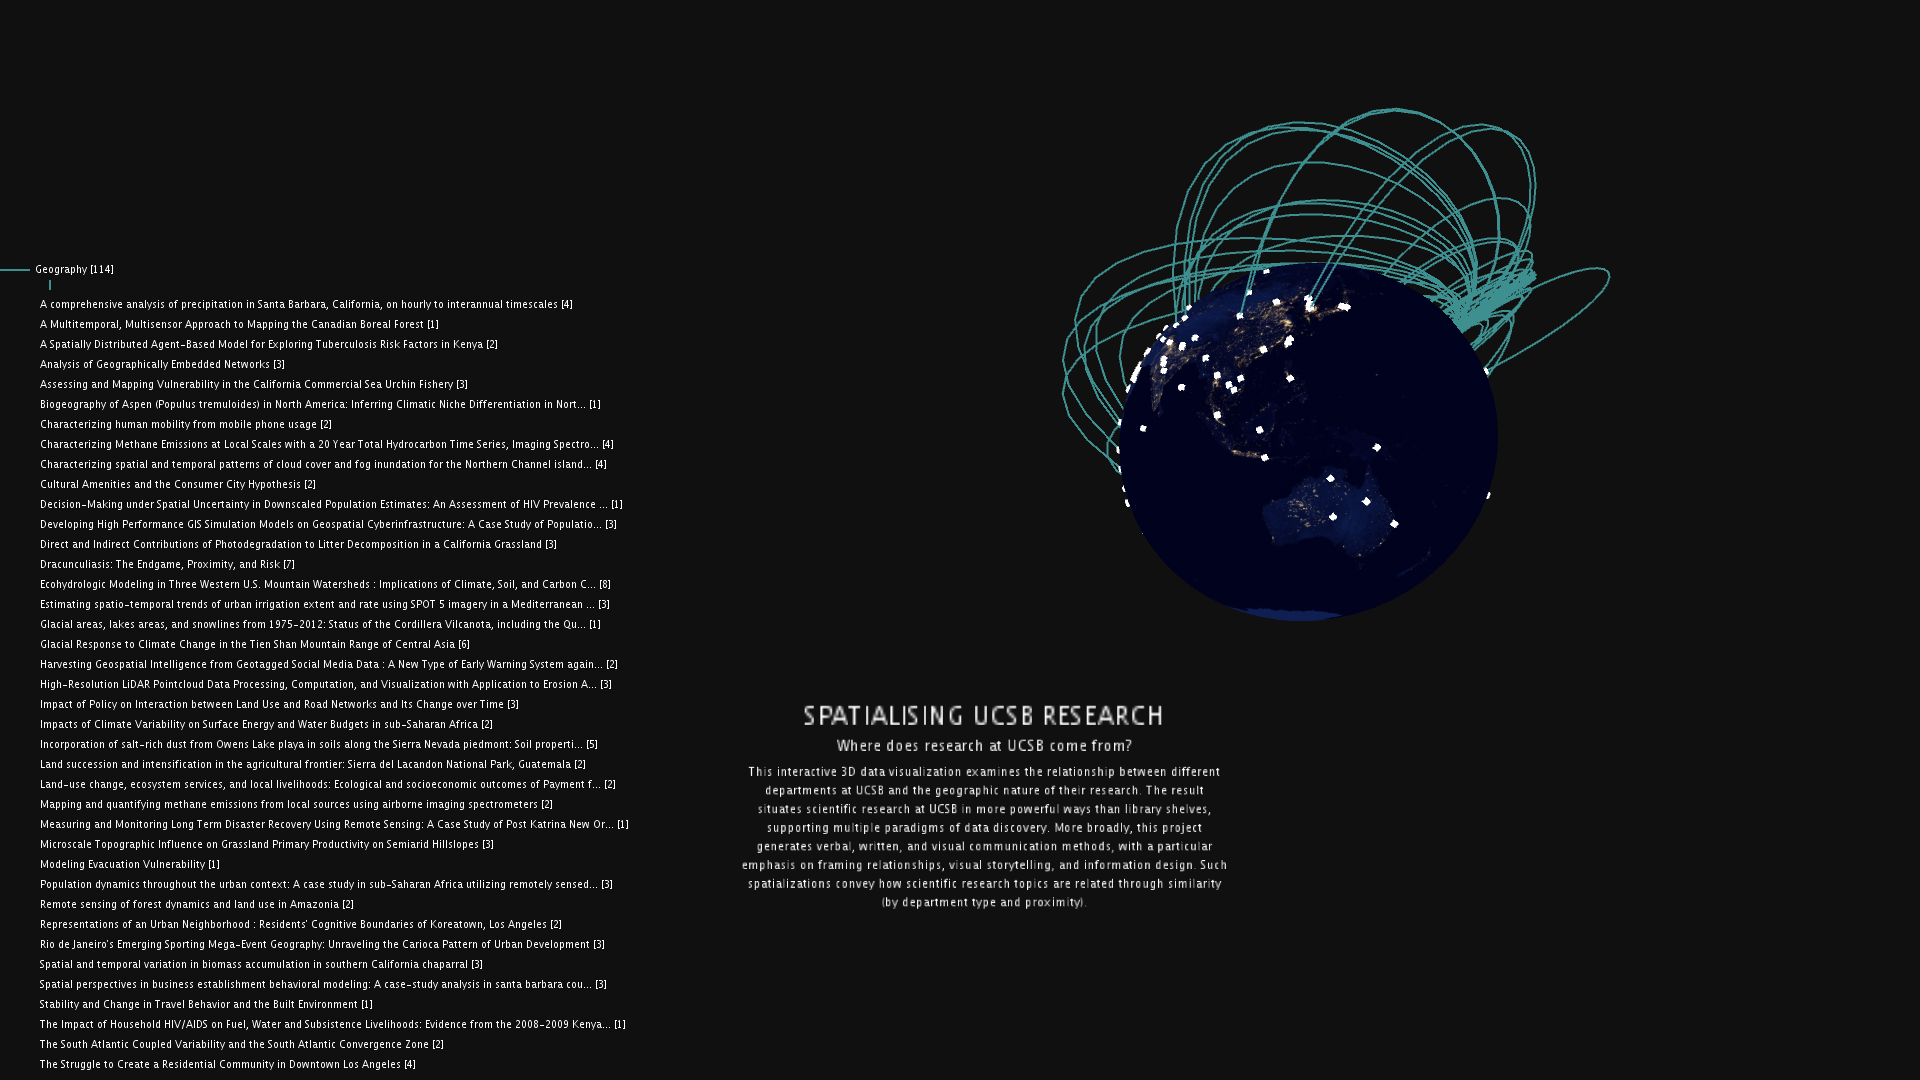 Geography [114]
A comprehensive analysis of precipitation in Santa Barbara, California, on hourly to interannual timescales [4]
A Multitemporal, Multisensor Approach to Mapping the Canadian Boreal Forest [1]
A Spatially Distributed Agent-Based Model for Exploring Tuberculosis Risk Factors in Kenya [2]
Analysis of Geographically Embedded Networks [3]
Assessing and Mapping Vulnerability in the California Commercial Sea Urchin Fishery [3]
Biogeography of Aspen (Populus tremuloides) in North America: Inferring Climatic Niche Differentiation in Nort... [1]
Characterizing human mobility from mobile phone usage [2]
Characterizing Methane Emissions at Local Scales with a 20 Year Total Hydrocarbon Time Series, Imaging Spectro... [4]
Characterizing spatial and temporal patterns of cloud cover and fog inundation for the Northern Channel island... [4]
Cultural Amenities and the Consumer City Hypothesis [2]
Decision-Making under Spatial Uncertainty in Downscaled Population Estimates: An Assessment of HIV Prevalence ... [1]
Developing High Performance GIS Simulation Models on Geospatial Cyberinfrastructure: A Case Study of Populatio... [3]
Direct and Indirect Contributions of Photodegradation to Litter Decomposition in a California Grassland [3]
Dracunculiasis: The Endgame, Proximity, and Risk [7]
Ecohydrologic Modeling in Three Western U.S. Mountain Watersheds : Implications of Climate, Soil, and Carbon C... [8]
Estimating spatio-temporal trends of urban irrigation extent and rate using SPOT 5 imagery in a Mediterranean ... [3]
Glacial areas, lakes areas, and snowlines from 1975-2012: Status of the Cordillera Vilcanota, including the Qu... [1]
Glacial Response to Climate Change in the Tien Shan Mountain Range of Central Asia [6]
Harvesting Geospatial Intelligence from Geotagged Social Media Data : A New Type of Early Warning System again... [2]
High-Resolution LiDAR Pointcloud Data Processing, Computation, and Visualization with Application to Erosion A... [3]
Impact of Policy on Interaction between Land Use and Road Networks and Its Change over Time [3]
Impacts of Climate Variability on Surface Energy and Water Budgets in sub-Saharan Africa [2]
Incorporation of salt-rich dust from Owens Lake playa in soils along the Sierra Nevada piedmont: Soil properti... [5]
Land succession and intensification in the agricultural frontier: Sierra del Lacandon National Park, Guatemala [2]
Land-use change, ecosystem services, and local livelihoods: Ecological and socioeconomic outcomes of Payment f... [2]
Mapping and quantifying methane emissions from local sources using airborne imaging spectrometers [2]
Measuring and Monitoring Long Term Disaster Recovery Using Remote Sensing: A Case Study of Post Katrina New Or... [1]
Microscale Topographic Influence on Grassland Primary Productivity on Semiarid Hillslopes [3]
Modeling Evacuation Vulnerability [1]
Population dynamics throughout the urban context: A case study in sub-Saharan Africa utilizing remotely sensed... [3]
Remote sensing of forest dynamics and land use in Amazonia [2]
Representations of an Urban Neighborhood : Residents' Cognitive Boundaries of Koreatown, Los Angeles [2]
Rio de Janeiro's Emerging Sporting Mega-Event Geography: Unraveling the Carioca Pattern of Urban Development [3]
Spatial and temporal variation in biomass accumulation in southern California chaparral [3]
Spatial perspectives in business establishment behavioral modeling: A case-study analysis in santa barbara cou... [3]
Stability and Change in Travel Behavior and the Built Environment [1]
The Impact of Household HIV/AIDS on Fuel, Water and Subsistence Livelihoods: Evidence from the 2008-2009 Kenya... [1]
The South Atlantic Coupled Variability and the South Atlantic Convergence Zone [2]
The Struggle to Create a Residential Community in Downtown Los Angeles [4]
SPATIALISING UCSB RESEARCH
Where does research at UCSB come from?
This interactive 3D data visualization examines the relationship between different
departments at UCSB and the geographic nature of their research. The result
situates scientific research at UCSB in more powerful ways than library shelves,
supporting multiple paradigms of data discovery. More broadly, this project
generates verbal, written, and visual communication methods, with a particular
emphasis on framing relationships, visual storytelling, and information design. Such
spatializations convey how scientific research topics are related through similarity
(by department type and proximity).